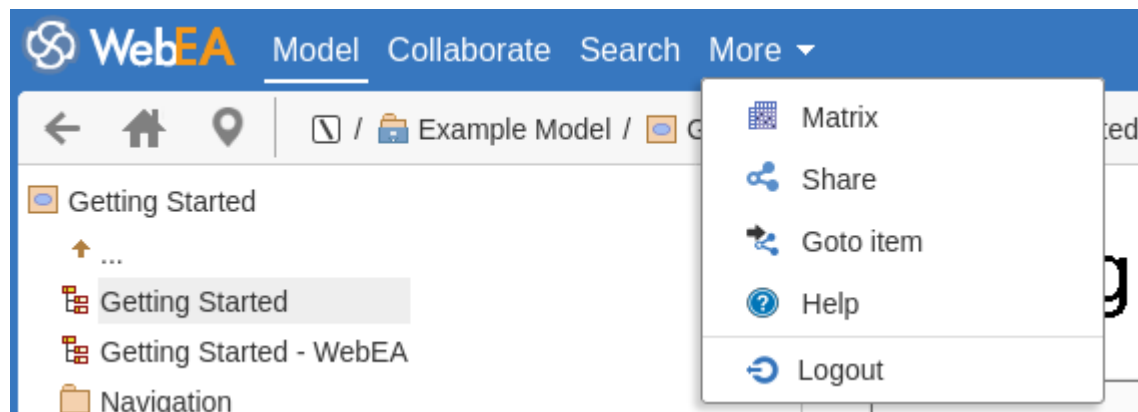 WebEA Model Collaborate Search More
/ Example Model / G
ted
Matrix
Share
Goto item
Help
Logout
Getting Started
...
Getting Started
Getting Started - WebEA
Navigation
g